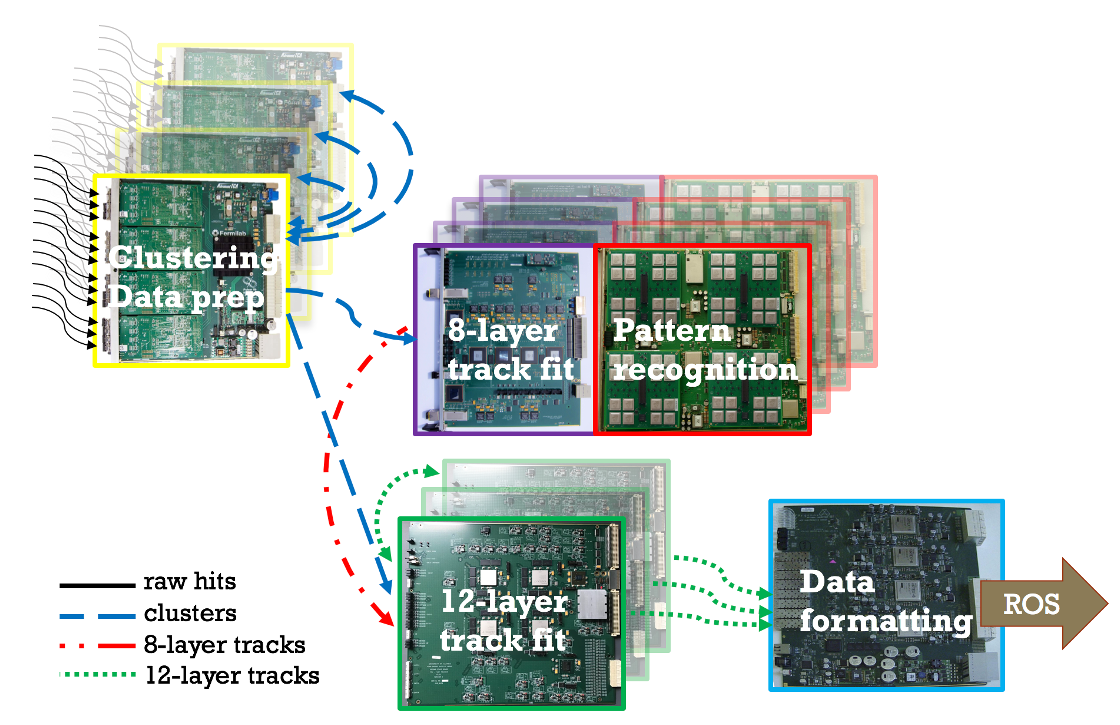 Fermilab
Clustering
Data prep
8-layer
track fit
Pattern
recognition
12-layer
track fit
Data
formatting
ROS
raw hits
clusters
8-layer tracks
12-layer tracks